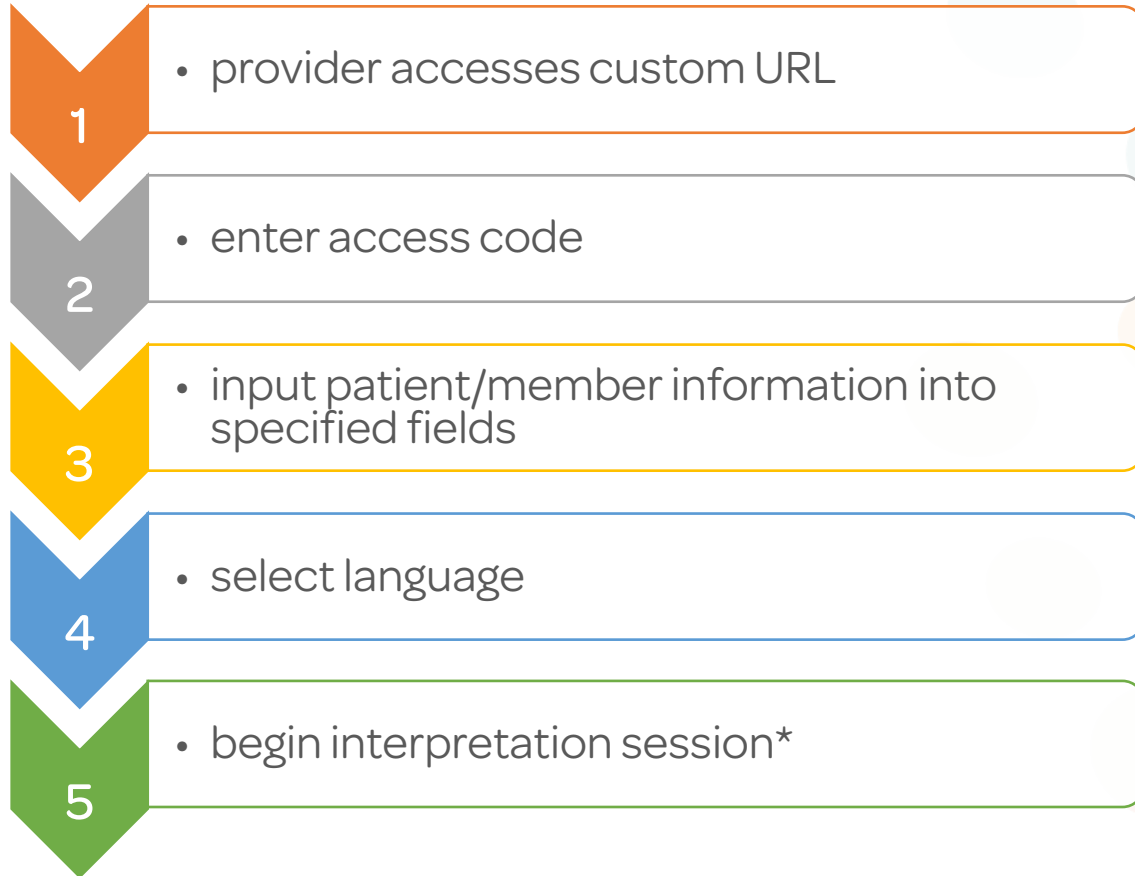 1
• provider accesses custom URL
2
• enter access code
3
• input patient/member information into
specified fields
4
• select language
5
• begin interpretation session*